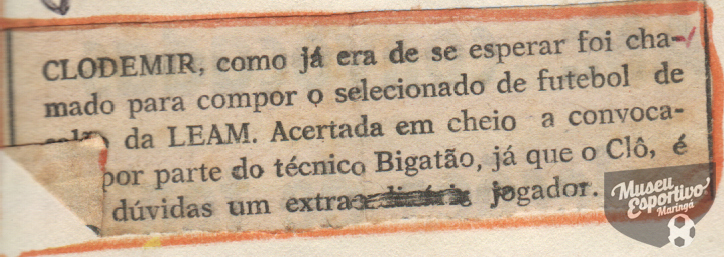 CLODEMIR, como já era de se esperar foi cha-
mado para compor o selecionado de futebol de
da LEAM. Acertada em cheio a convoca-
por parte do técnico Bigatão, já que o Clô, é
dúvidas um jogador.
Museu
Esportivo
Maringá